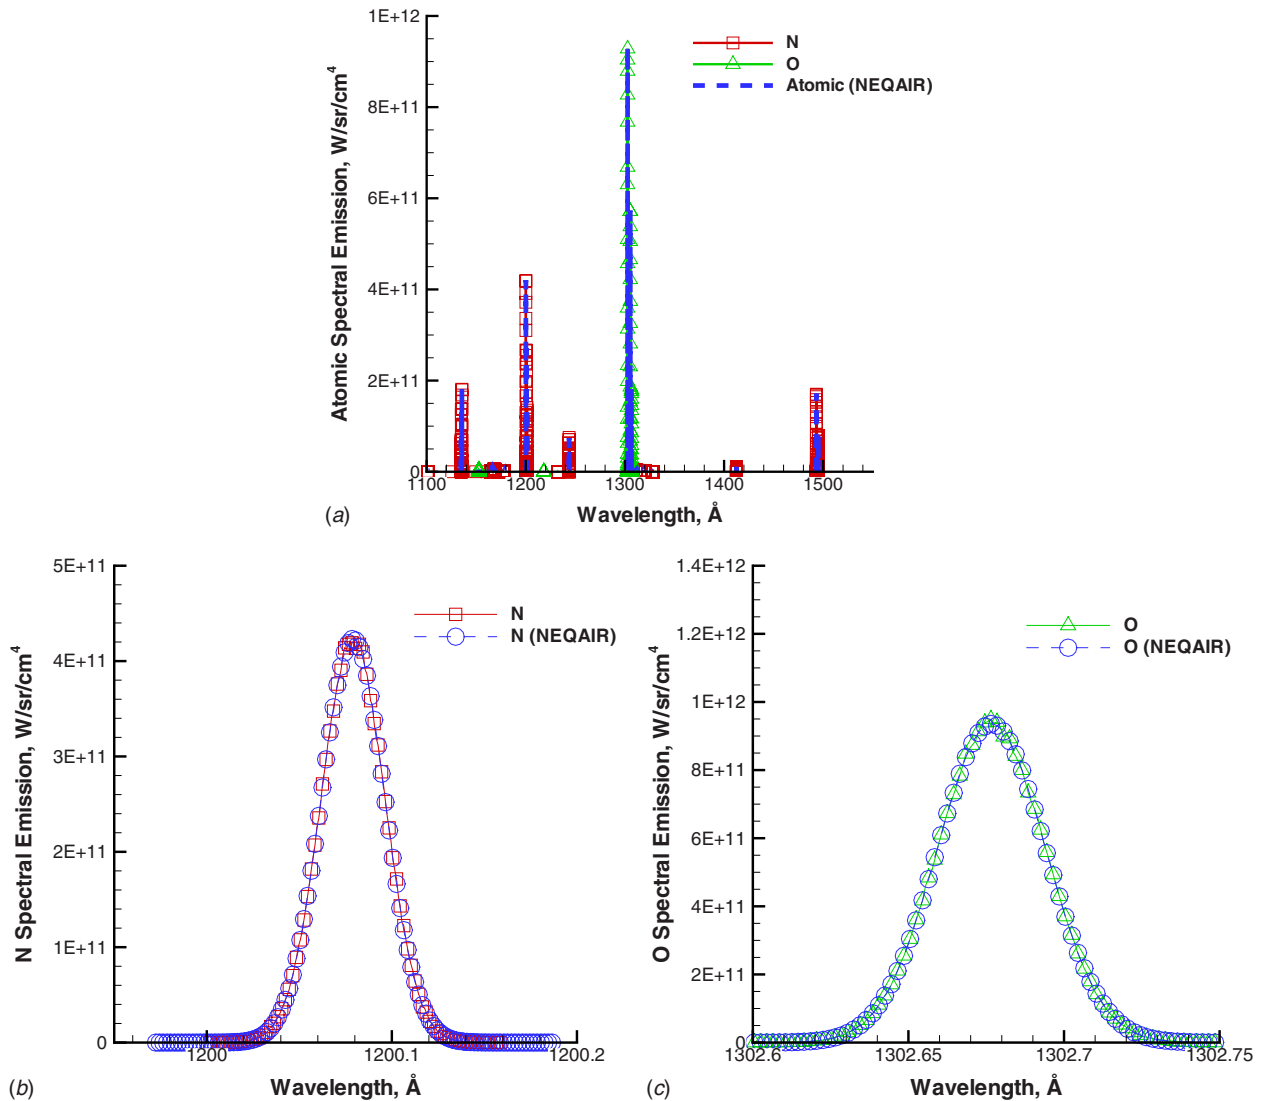 1E+12
8E+11
6E+11
4E+11
2E+11
0
Atomic Spectral Emission, W/sr/cm4
N
O
Atomic (NEQAIR)
1100
1200
1300
1400
1500
Wavelength, Å
(a)
5E+11
4E+11
3E+11
2E+11
1E+11
0
N Spectral Emission, W/sr/cm4
N
N (NEQAIR)
1200
1200.1
1200.2
Wavelength, Å
(b)
1.4E+12
1.2E+12
1E+12
8E+11
6E+11
4E+11
2E+11
0
O Spectral Emission, W/sr/cm4
O
O (NEQAIR)
1302.6
1302.65
1302.7
1302.75
Wavelength, Å
(c)